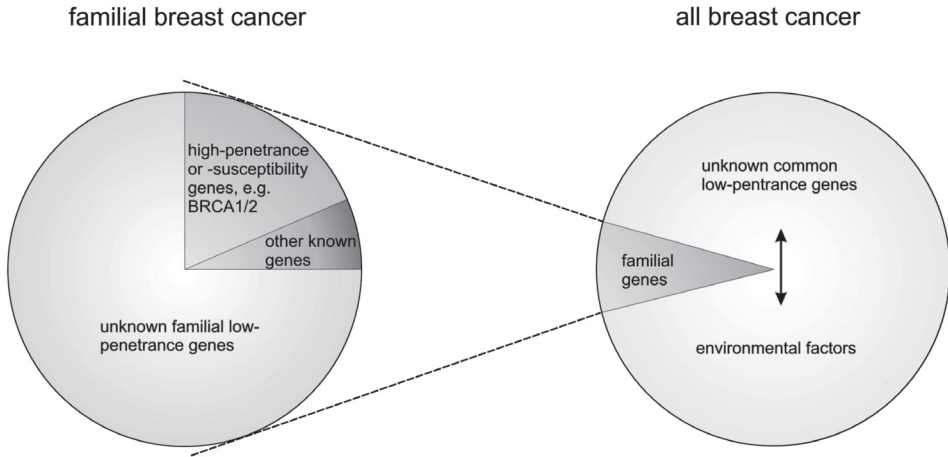 familial breast cancer
all breast cancer
high-penetrance
or -susceptibility
genes, e.g.
BRCA1/2
other known
genes
unknown familial low-
penetrance genes
unknown common
low-pentrance genes
familial
genes
environmental factors